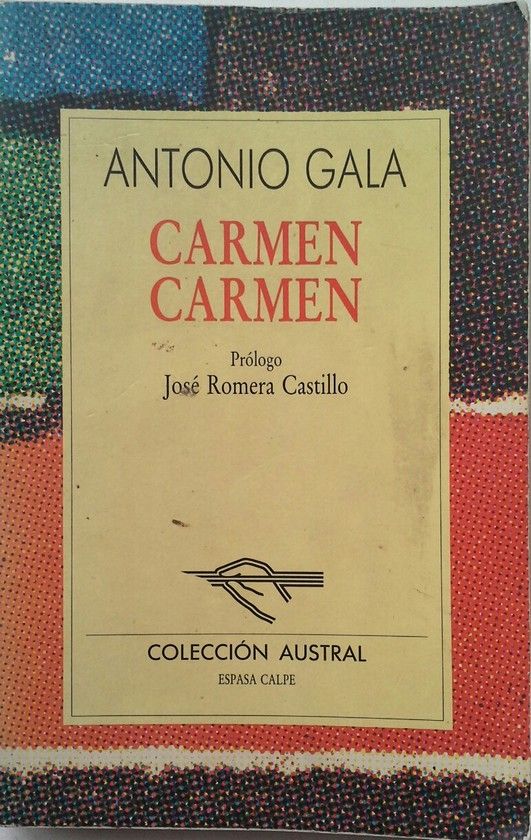 ANTONIO GALA
CARMEN
CARMEN
Prólogo
José Romera Castillo
COLECCIÓN AUSTRAL
ESPASA CALPE